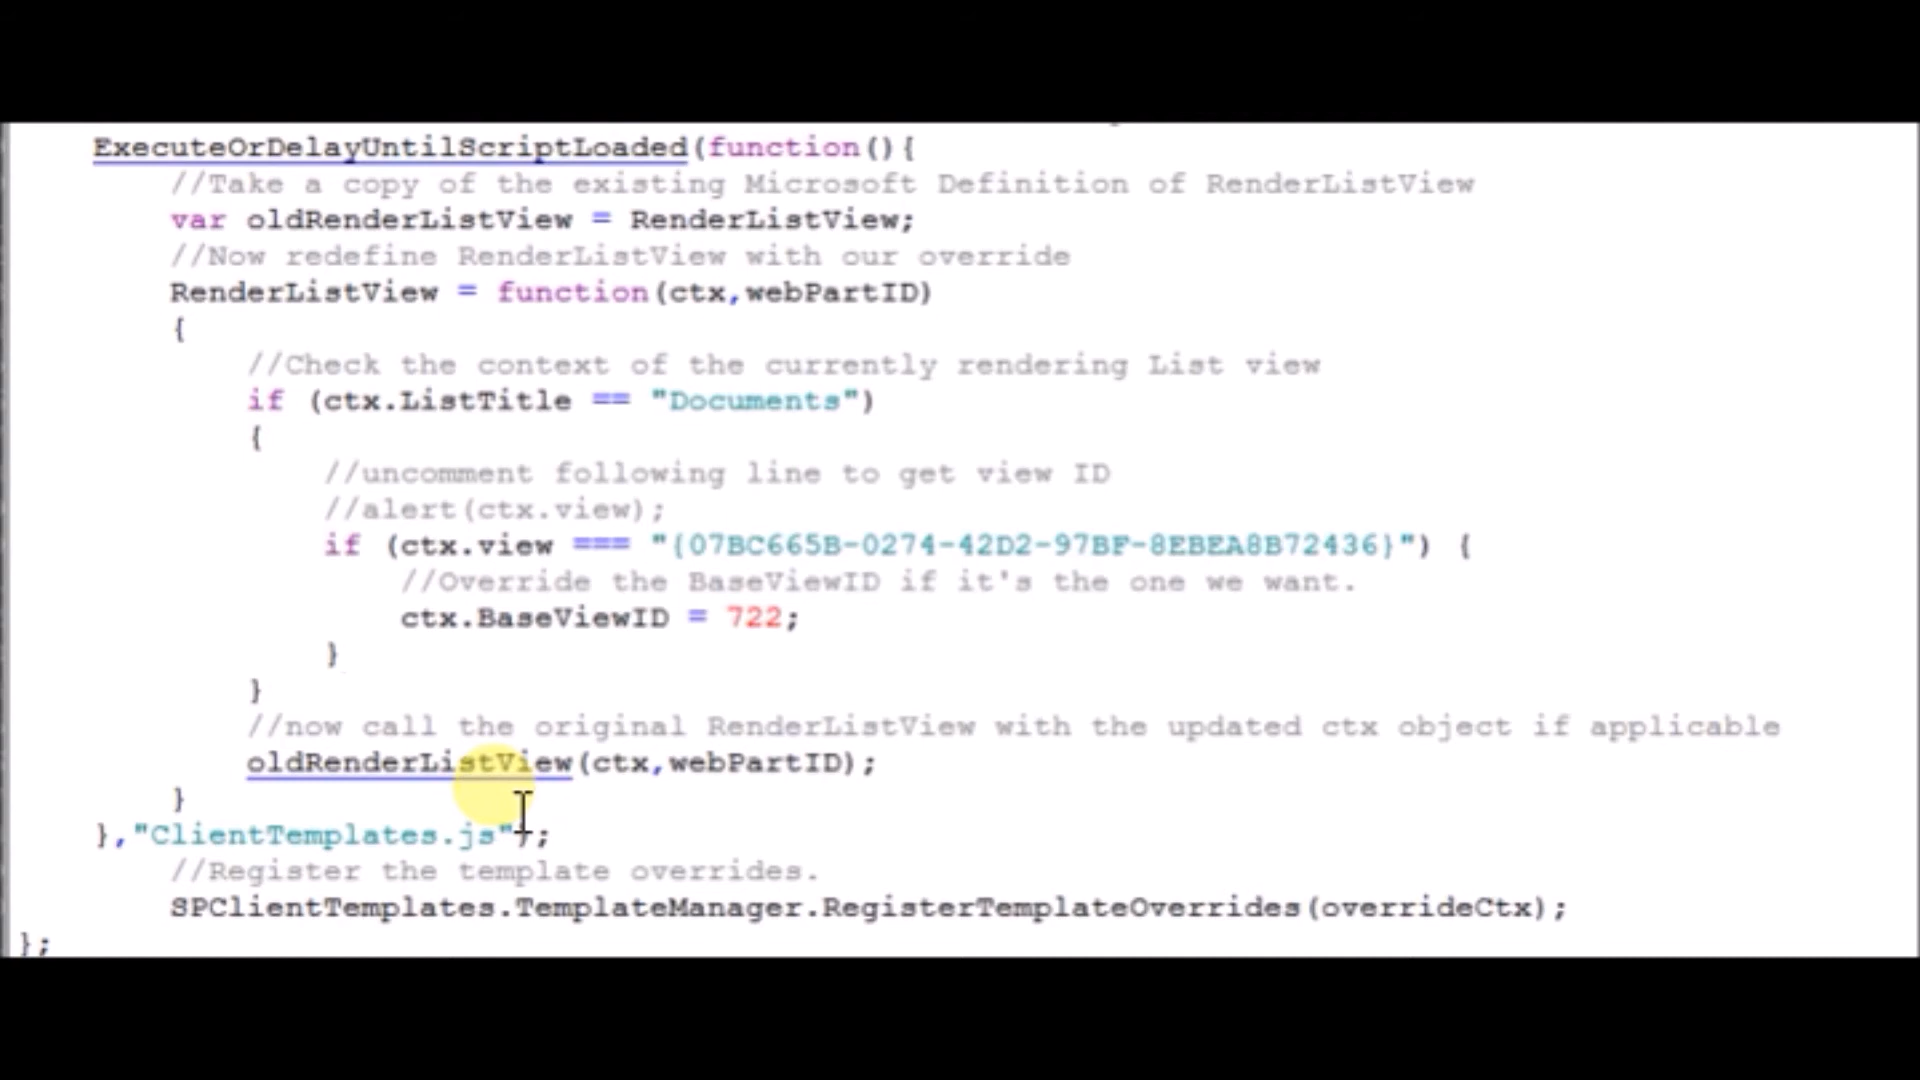 ExecuteOrDelayUntilScriptLoaded(function(){
//Take a copy of the existing Microsoft Definition of RenderListView
var oldRenderListView = RenderListView;
//Now redefine RenderListView with our override
RenderListView = function(ctx,webPartID)
{
//Check the context of the currently rendering List view
if (ctx.ListTitle == "Documents")
{
//uncomment following line to get view ID
//alert(ctx.view);
if (ctx.view === "{07BC665B-0274-42D2-97BF-8EBEA8B72436}") {
//Override the BaseViewID if it's the one we want.
ctx.BaseViewID = 722;
}
}
//now call the original RenderListView with the updated ctx object if applicable
oldRenderListView(ctx,webPartID);
}
},"ClientTemplates.js");
//Register the template overrides.
SPClientTemplates.TemplateManager.RegisterTemplateOverrides(overrideCtx);
};